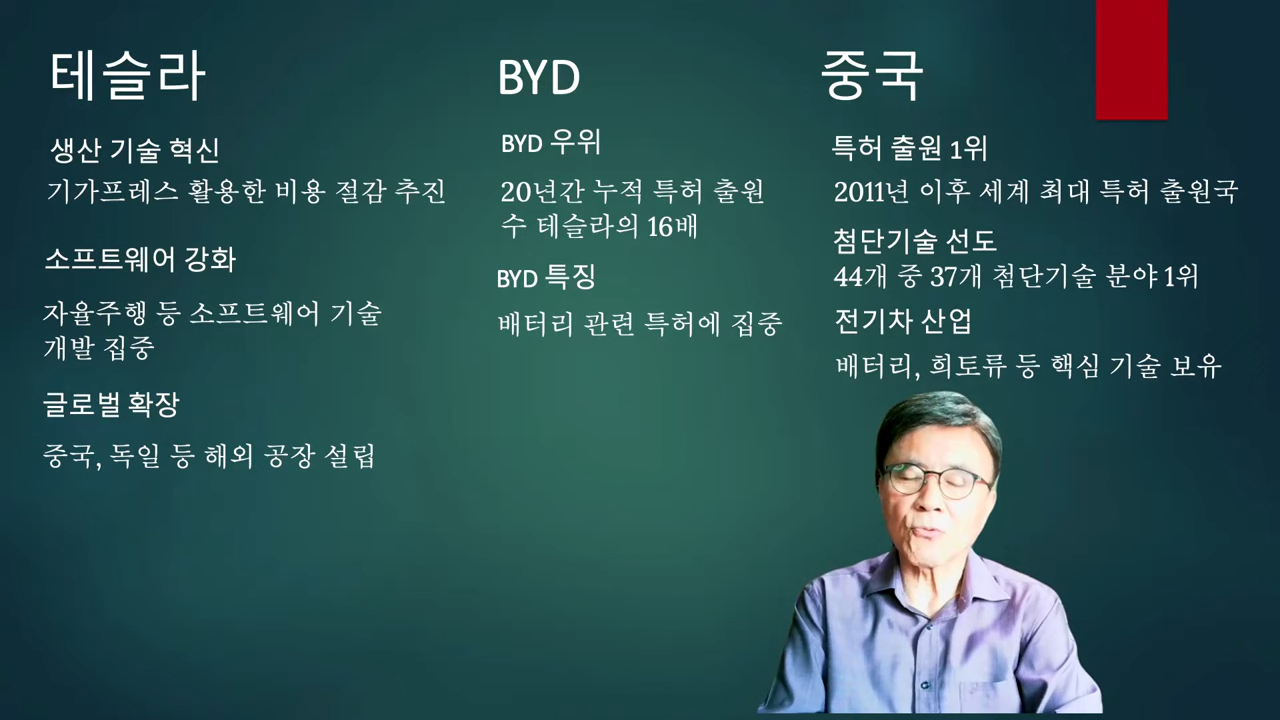 테슬라
생산 기술 혁신
기가프레스 활용한 비용 절감 추진
소프트웨어 강화
자율주행 등 소프트웨어 기술
개발 집중
글로벌 확장
중국, 독일 등 해외 공장 설립
BYD
BYD 우위
20년간 누적 특허 출원
수 테슬라의 16배
BYD 특징
배터리 관련 특허에 집중
중국
특허 출원 1위
2011년 이후 세계 최대 특허 출원국
첨단기술 선도
44개 중 37개 첨단기술 분야 1위
전기차 산업
배터리, 희토류 등 핵심 기술 보유